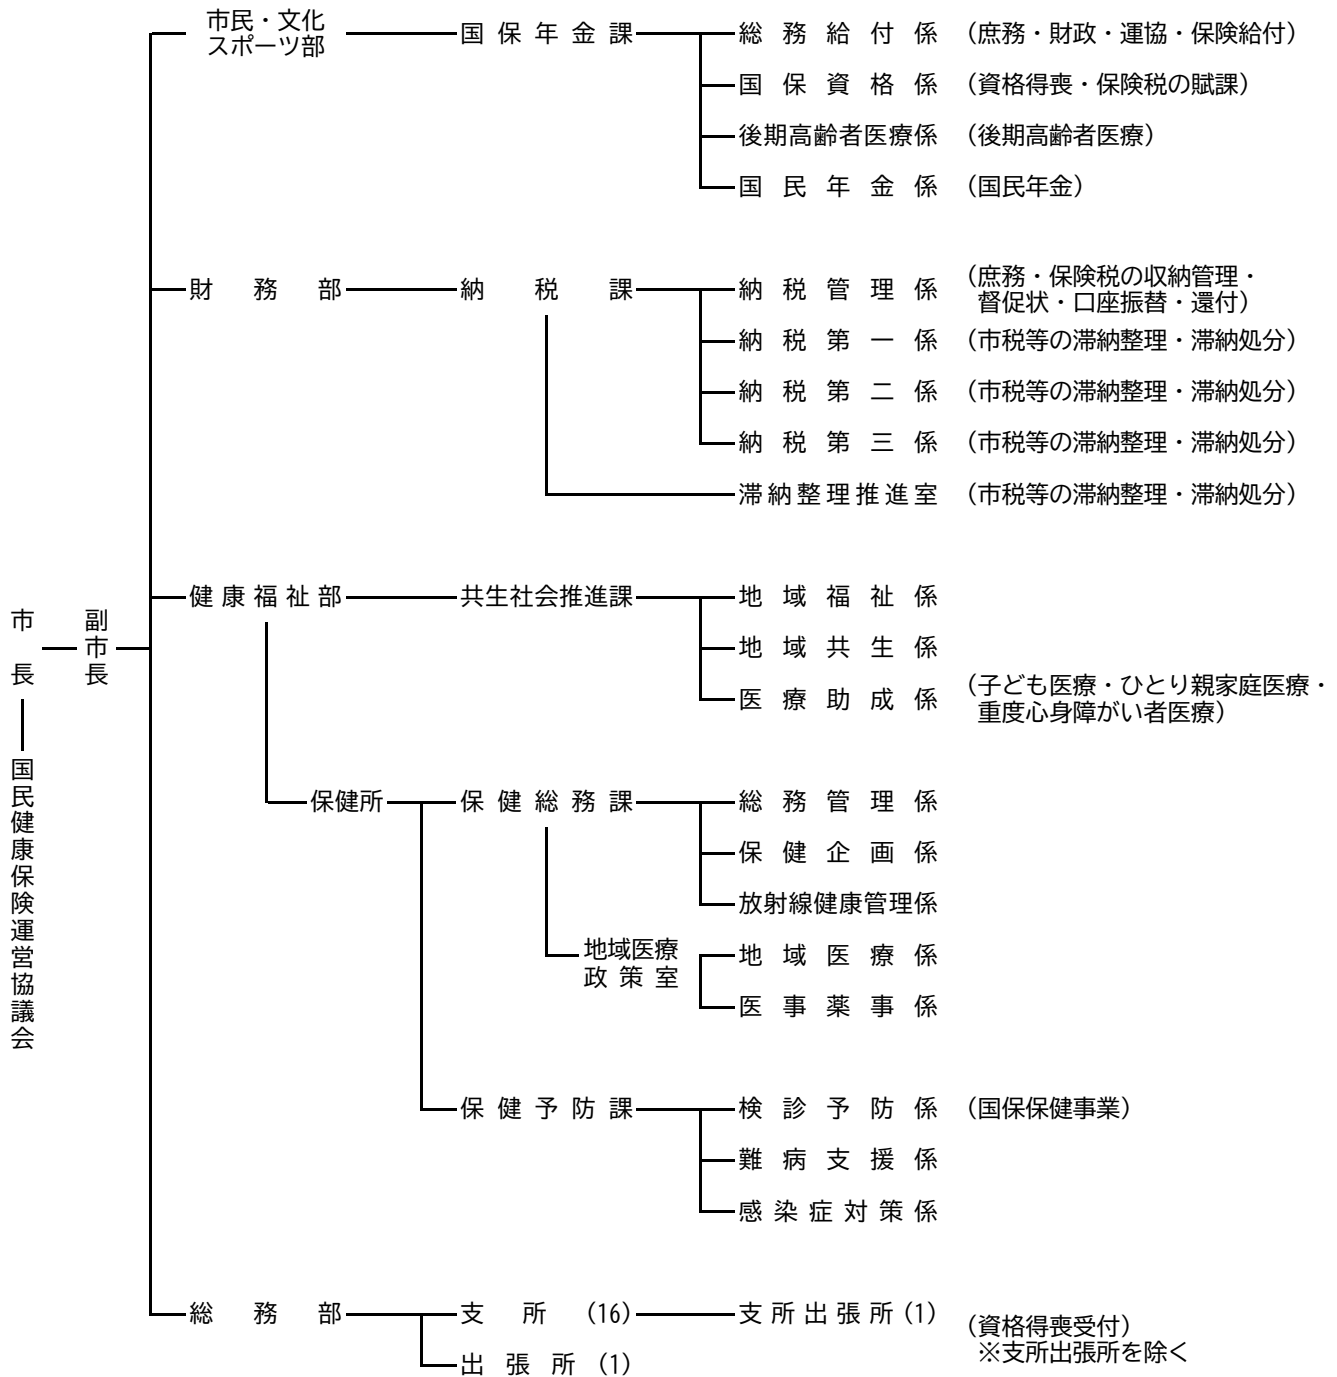 市民・文化
スポーツ部
国保年金課
総務給付係 (庶務・財政・運協・保険給付)
国保資格係 (資格得喪・保険税の賦課)
後期高齢者医療係 (後期高齢者医療)
国民年金係 (国民年金)
財務部
納税課
納税管理係 (庶務・保険税の収納管理・
督促状・口座振替・還付)
納税第一係 (市税等の滞納整理・滞納処分)
納税第二係 (市税等の滞納整理・滞納処分)
納税第三係 (市税等の滞納整理・滞納処分)
滞納整理推進室 (市税等の滞納整理・滞納処分)
市長
副市長
国民健康保険運営協議会
健康福祉部
共生社会推進課
地域福祉係
地域共生係
医療助成係 (子ども医療・ひとり親家庭医療・
重度心身障がい者医療)
保健所
保健総務課
総務管理係
保健企画係
放射線健康管理係
地域医療
政策室
地域医療係
医事薬事係
保健予防課
検診予防係 (国保保健事業)
難病支援係
感染症対策係
総務部
支所 (16)
支所出張所 (1)
(資格得喪受付)
※支所出張所を除く
出張所 (1)